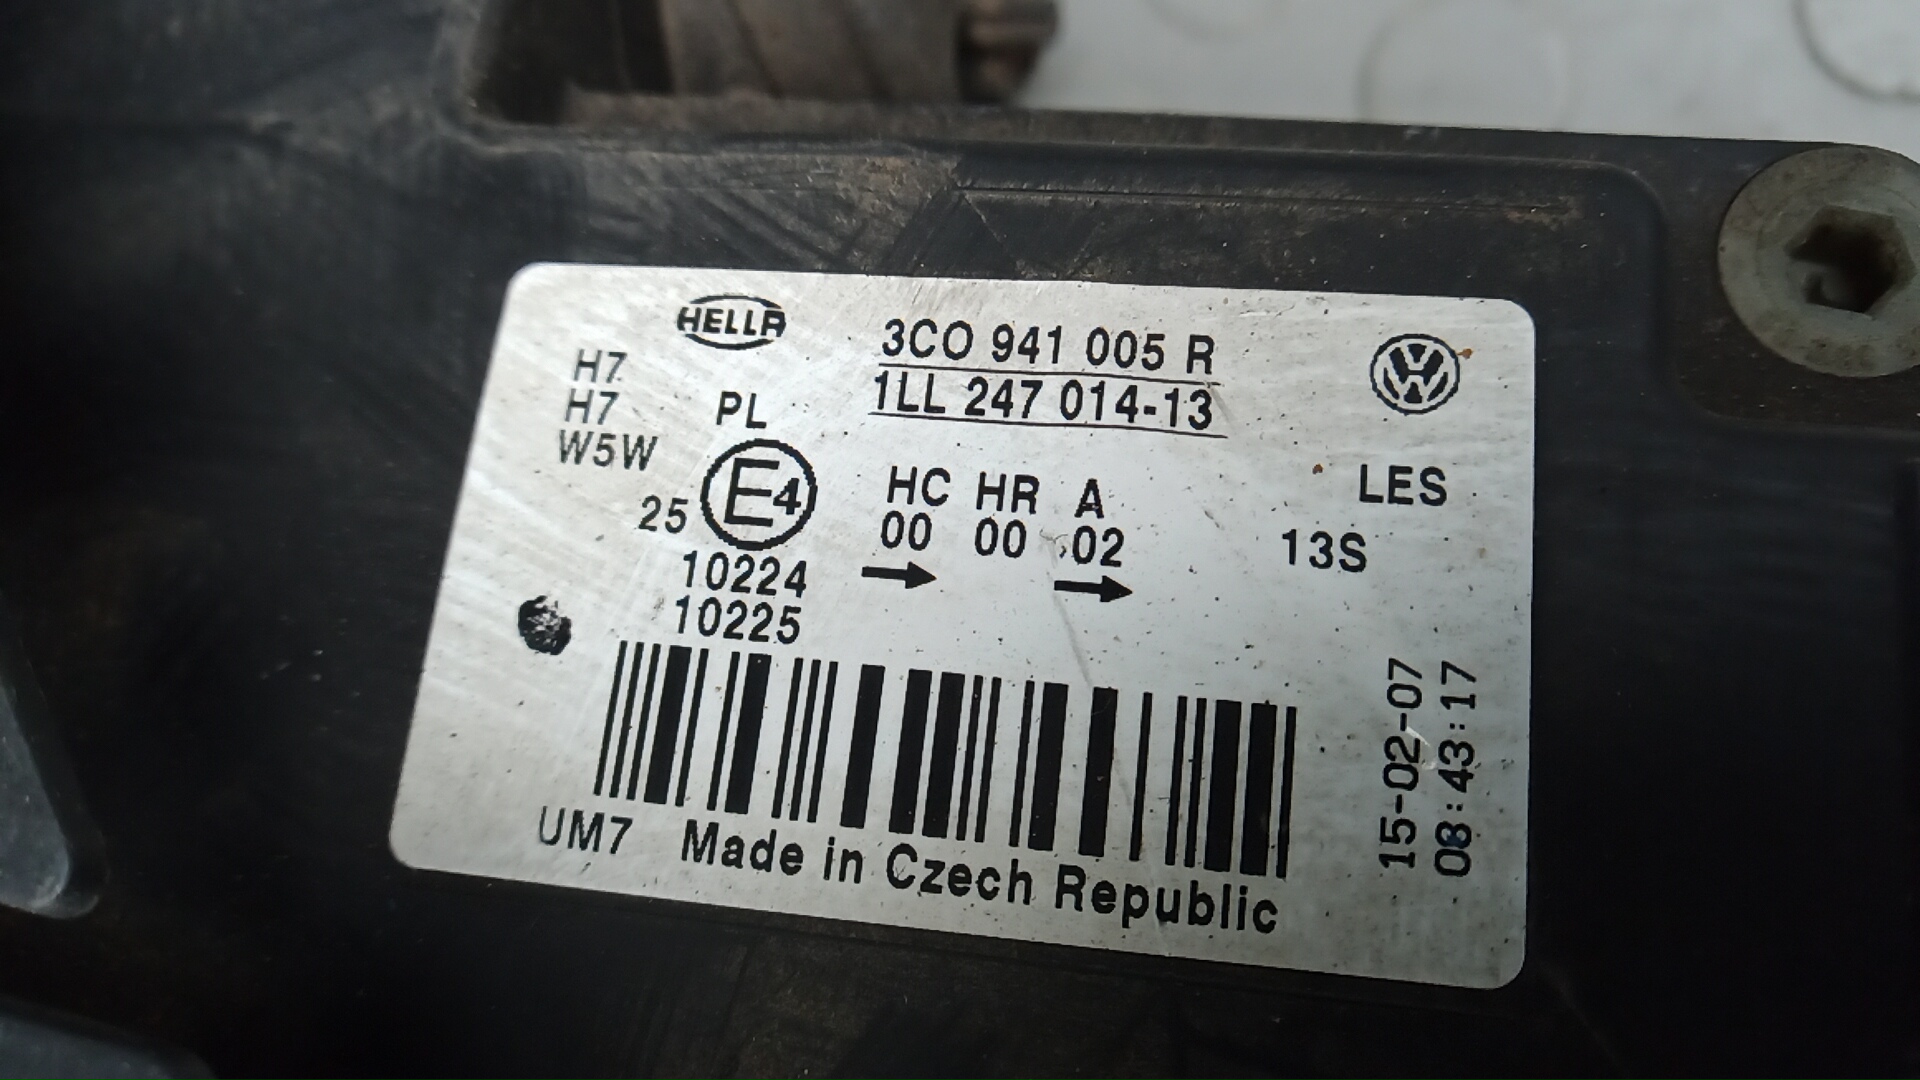 HELLA
3CO 941 005 R
1LL 247 014-13
H7
H7
W5W
PL
25 E4
10224
10225
HC HR A
00 00 02
LES
13S
15-02-07
08:43:17
UM7 Made in Czech Republic